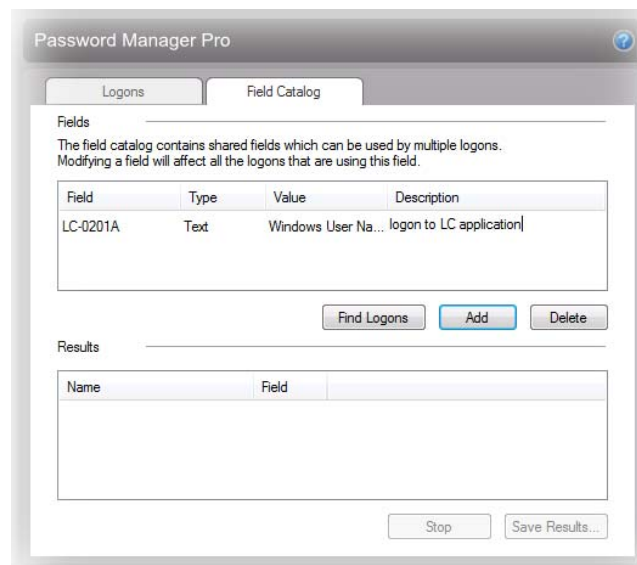 Password Manager Pro
?
Logons Field Catalog
Fields
The field catalog contains shared fields which can be used by multiple logons.
Modifying a field will affect all the logons that are using this field.
Field Type Value Description
LC-0201A Text Windows User Na... logon to LC application
Find Logons Add Delete
Results
Name Field
Stop Save Results...